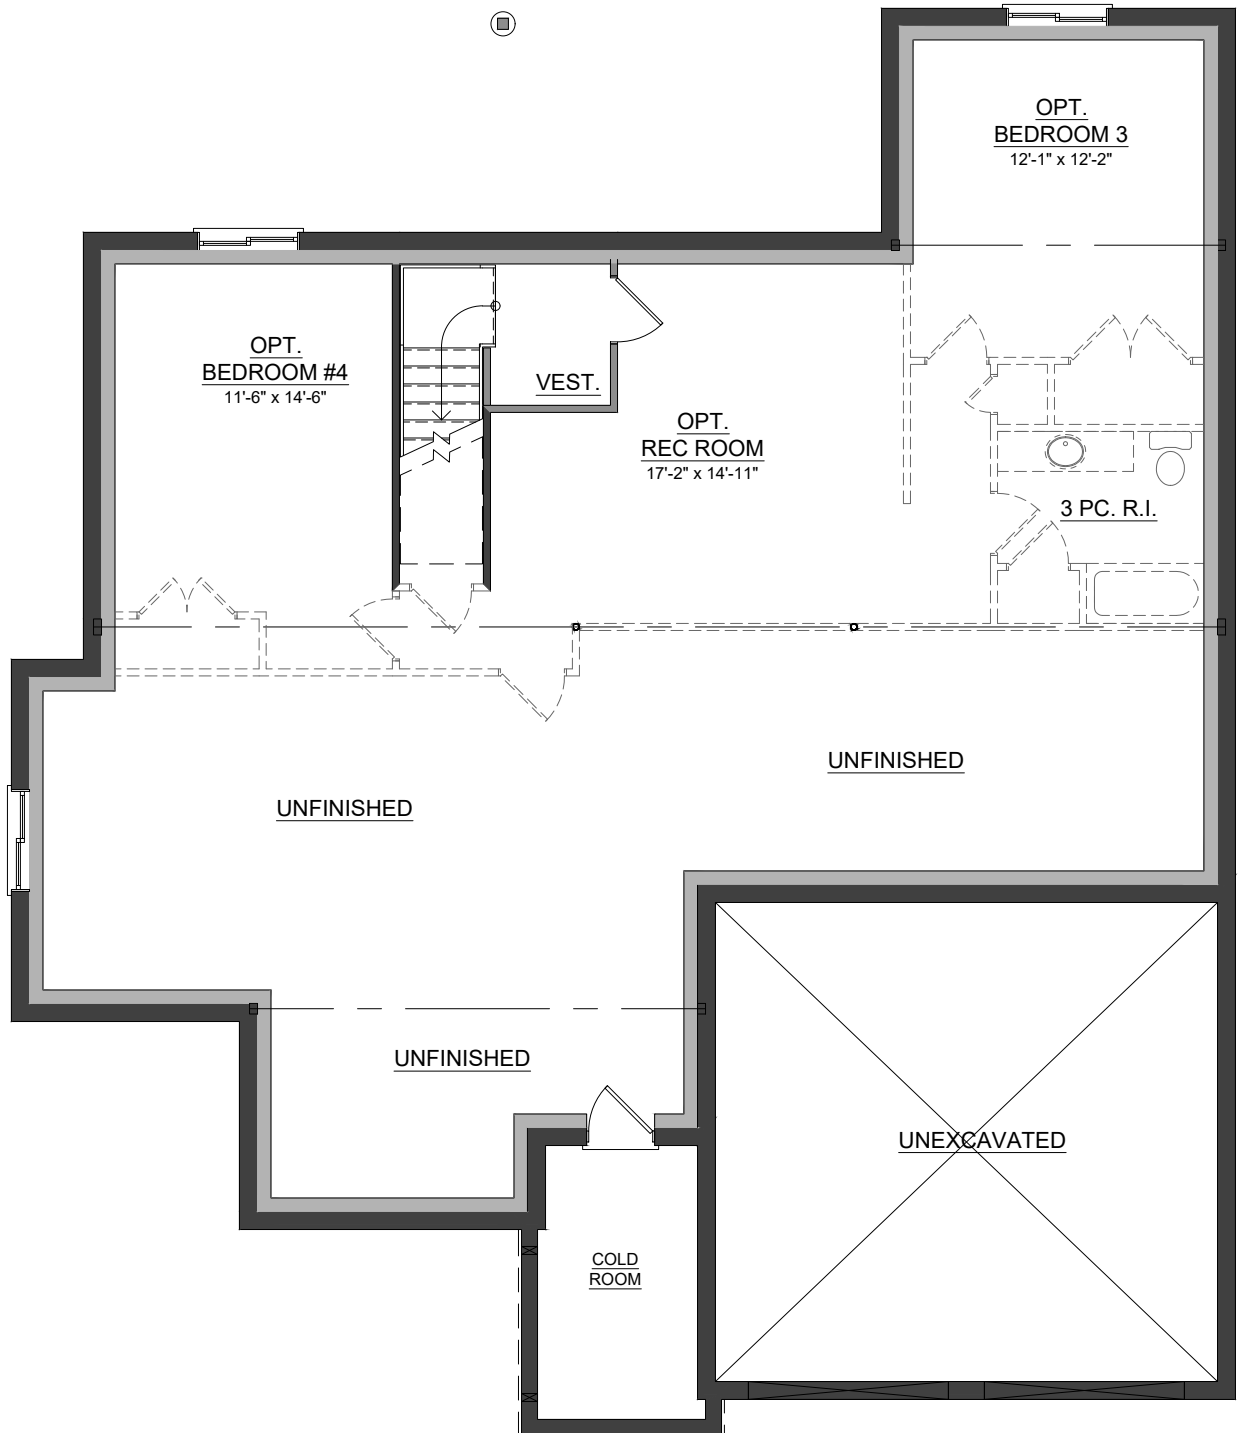 OPT.
BEDROOM 3
12'-1" x 12'-2"
OPT.
BEDROOM #4
11'-6" x 14'-6"
VEST.
OPT.
REC ROOM
17'-2" x 14'-11"
3 PC. R.I.
UNFINISHED
UNFINISHED
UNFINISHED
UNEXCAVATED
COLD
ROOM